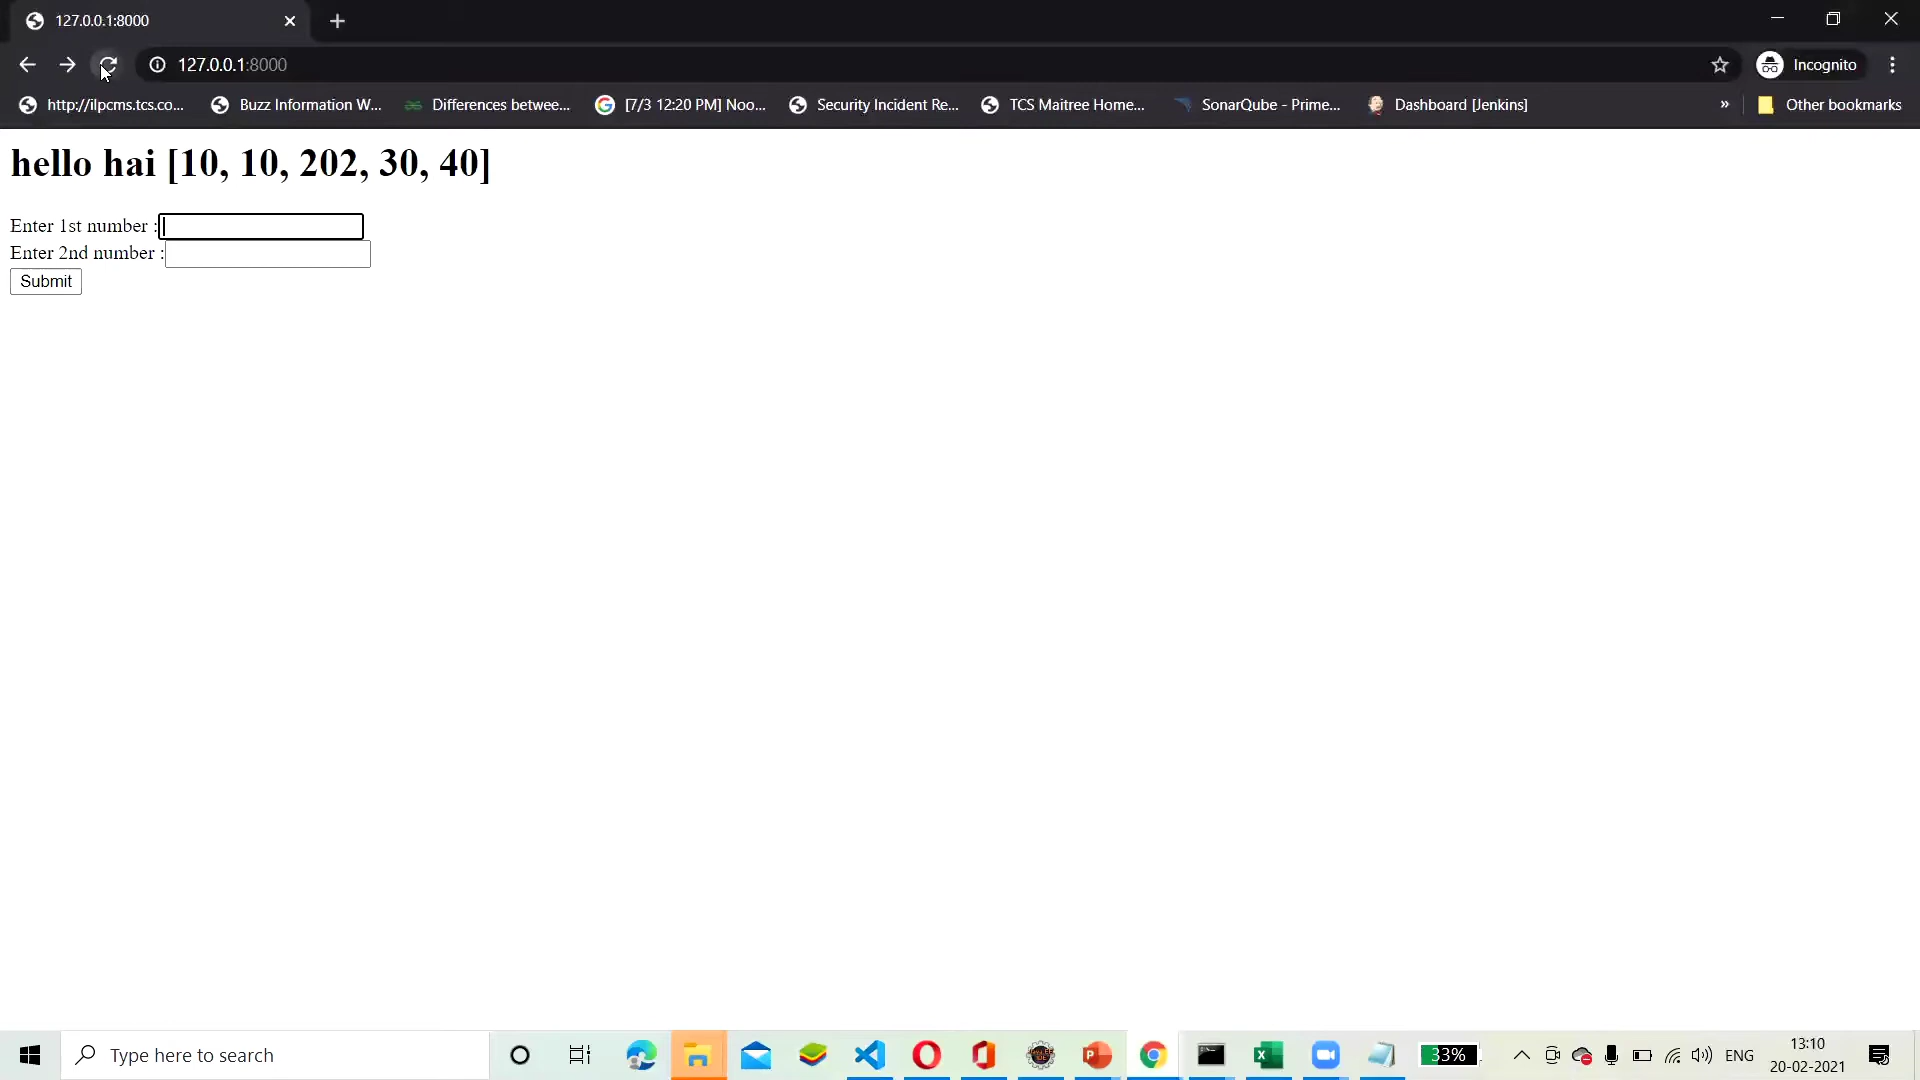 127.0.0.1:8000
127.0.0.1:8000
Incognito
http://ilpcms.tcs.co... Buzz Information W... Differences betwee... [7/3 12:20 PM] Noo... Security Incident Re... TCS Maitree Home... SonarQube - Prime... Dashboard [Jenkins] » Other bookmarks
hello hai [10, 10, 202, 30, 40]
Enter 1st number :
Enter 2nd number :
Submit
Type here to search
33%
ENG
13:10
20-02-2021